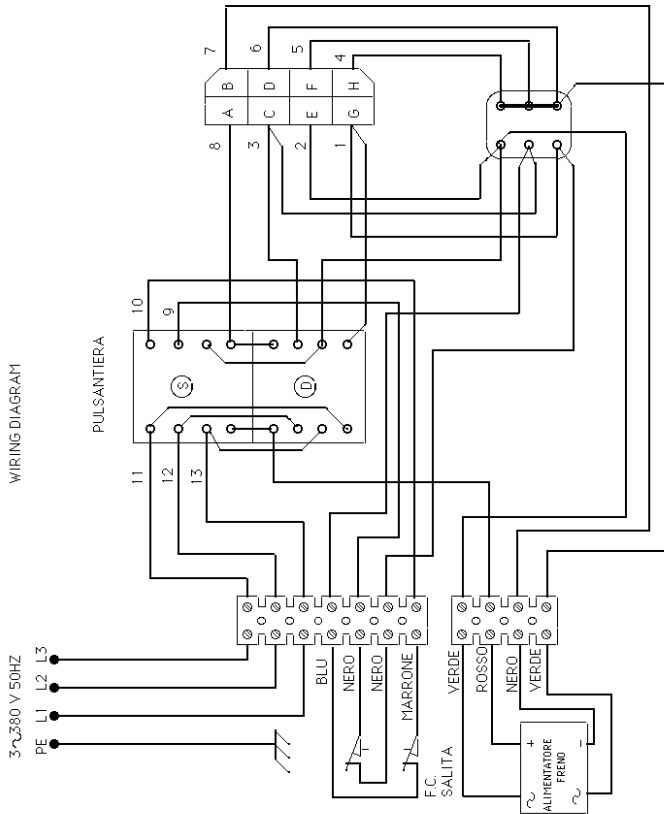 WIRING DIAGRAM
3~380 V 50HZ
PE L1 L2 L3
PULSANTIERA
11
12
13
10
9
S
D
8
3
2
1
A C E G
B D F H
7
6
5
4
BLU
NERO
NERO
MARRONE
F.C.
SALITA
VERDE
ROSSO
NERO
VERDE
+
-
ALIMENTATORE
FRENO